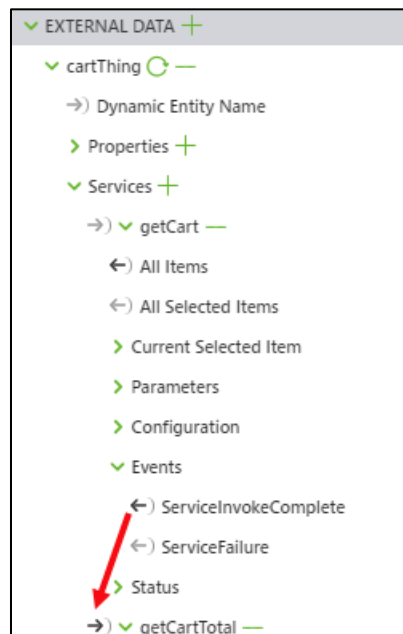 EXTERNAL DATA
cartThing
Dynamic Entity Name
Properties
Services
getCart
All Items
All Selected Items
Current Selected Item
Parameters
Configuration
Events
ServiceInvokeComplete
ServiceFailure
Status
getCartTotal